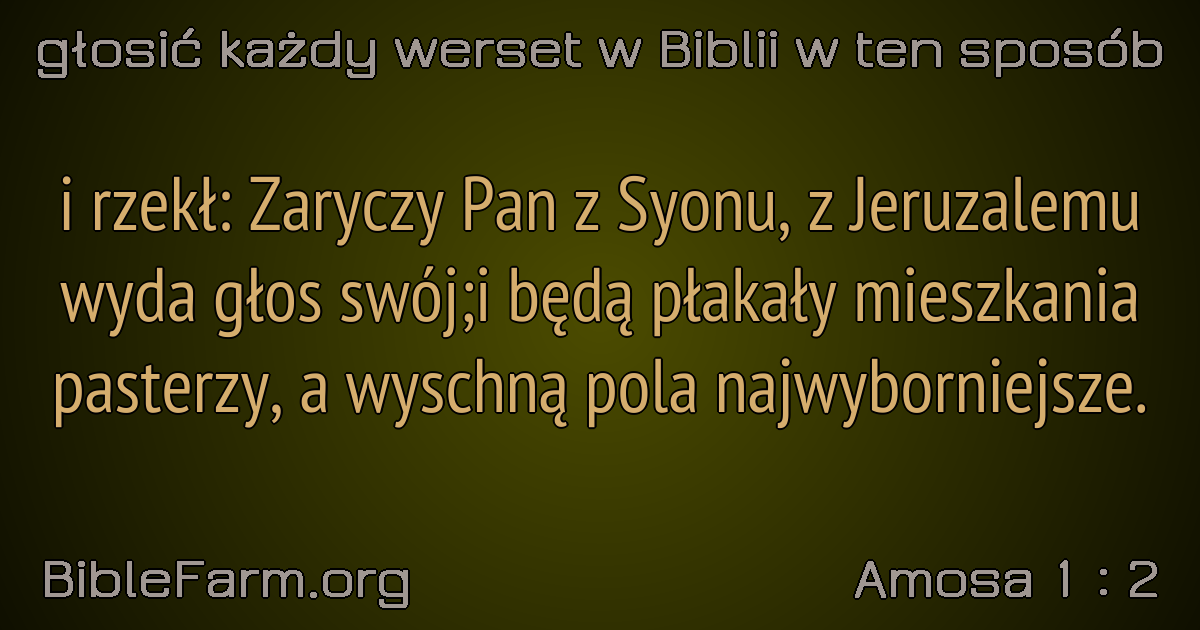 głosić każdy werset w Biblii w ten sposób
i rzekł: Zaryczy Pan z Syonu, z Jeruzalemu
wyda głos swój;i będą płakały mieszkania
pasterzy, a wyschną pola najwyborniejsze.
BibleFarm.org
Amosa 1 : 2